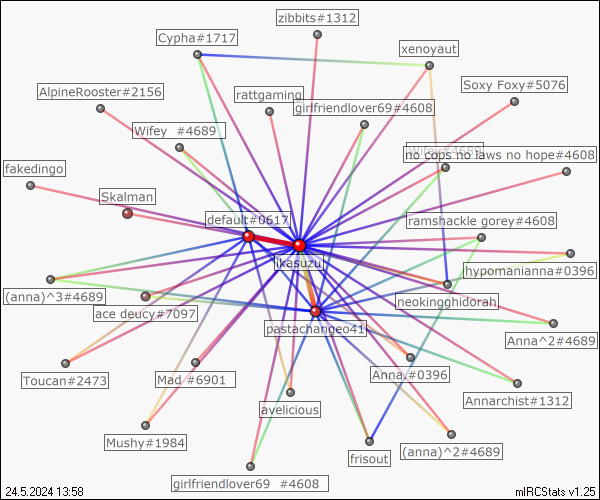 zibbits#1312
Cypha#1717
xenoyaut
Soxy Foxy#5076
AlpineRooster#2156
rattgaming
girlfriendlover69#4608
Wifey #4689
no cops no laws no hope#4608
fakedingo
Skalman
default#0617
ramshackle gorey#4608
ikasuzu
hypomanianna#0396
(anna)^3#4689
neokingghidorah
ace deucy#7097
pastachangeo41
Anna^2#4689
Toucan#2473
Mad #6901
Anna.#0396
Annarchist#1312
avelicious
Mushy#1984
frisout
(anna)^2#4689
girlfriendlover69 #4608
24.5.2024 13:58
mIRCStats v1.25